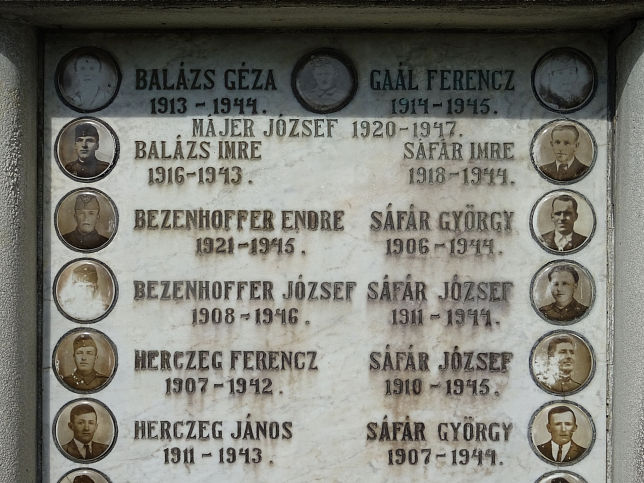 BALÁZS GÉZA
1913 - 1944.
GAÁL FERENCZ
1914 - 1945.
MÁJER JÓZSEF 1920-1947.
BALÁZS IMRE
1916-1943.
SÁFÁR IMRE
1918-1944.
BEZENHOFFER ENDRE
1921-1945.
SÁFÁR GYÖRGY
1906-1944.
BEZENHOFFER JÓZSEF
1908-1946.
SÁFÁR JÓZSEF
1911-1944.
HERCZEG FERENCZ
1907-1942.
SÁFÁR JÓZSEF
1910-1945.
HERCZEG JÁNOS
1911-1943.
SÁFÁR GYÖRGY
1907-1944.